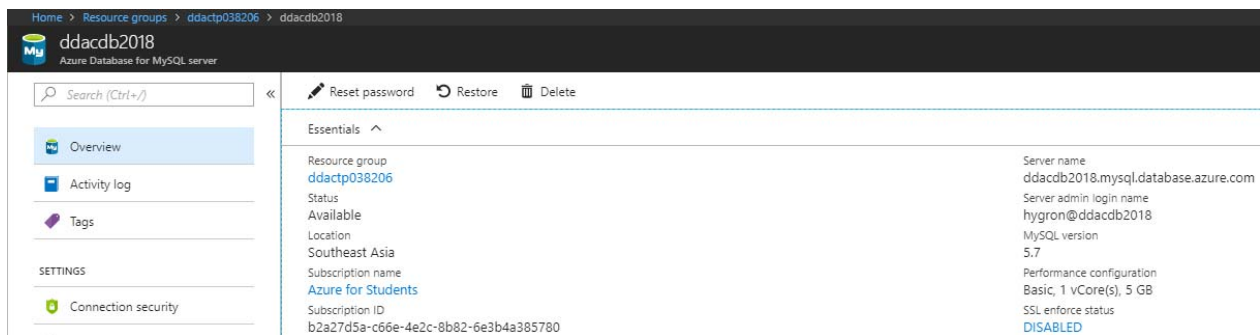 Home > Resource groups > ddactp038206 > ddacdb2018
My
ddacdb2018
Azure Database for MySQL server
Search (Ctrl+/)
«
Overview
Activity log
Tags
SETTINGS
Connection security
Reset password Restore Delete
Essentials
Resource group
ddactp038206
Status
Available
Location
Southeast Asia
Subscription name
Azure for Students
Subscription ID
b2a27d5a-c66e-4e2c-8b82-6e3b4a385780
Server name
ddacdb2018.mysql.database.azure.com
Server admin login name
hygron@ddacdb2018
MySQL version
5.7
Performance configuration
Basic, 1 vCore(s), 5 GB
SSL enforce status
DISABLED